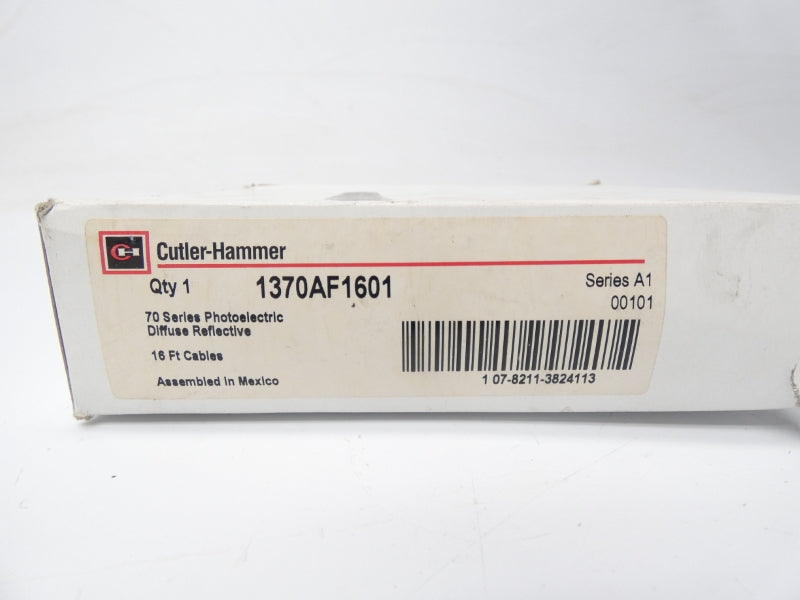 CH Cutler-Hammer
Qty 1 1370AF1601 Series A1
00101
70 Series Photoelectric
Diffuse Reflective
16 Ft Cables
1 07-8211-3824113
Assembled in Mexico